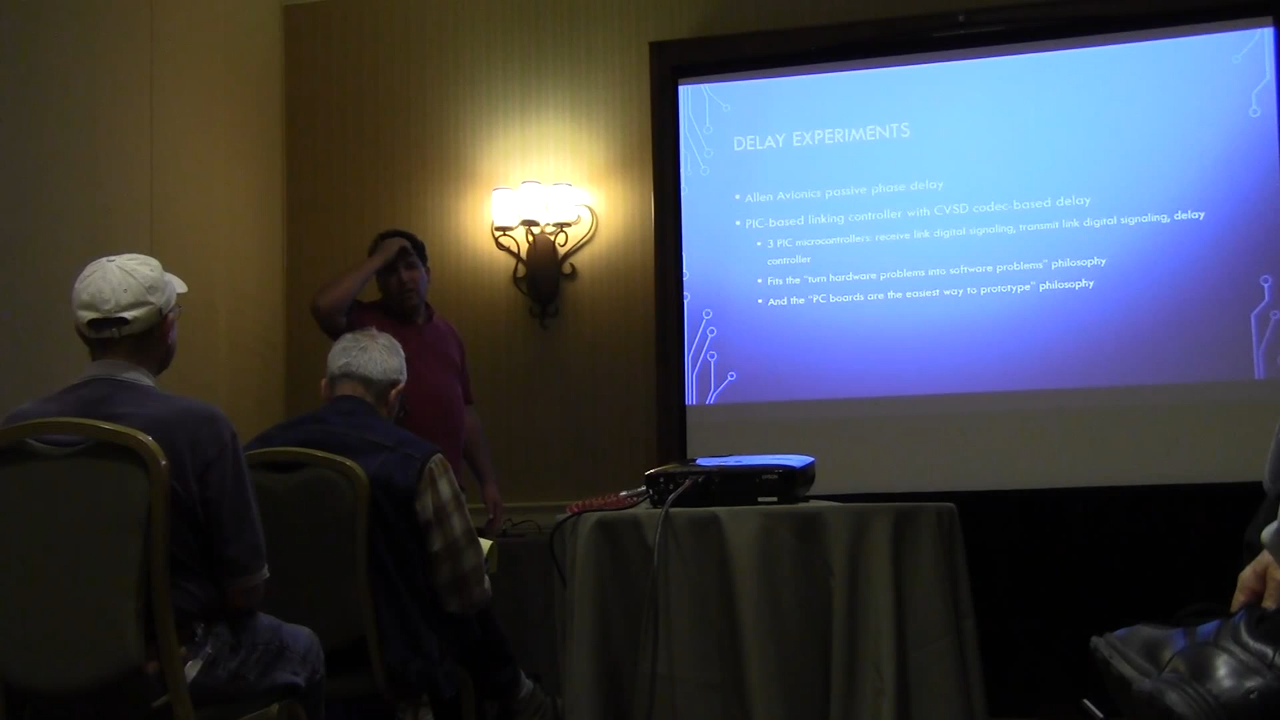 DELAY EXPERIMENTS
• Allen Avionics passive phase delay
• PIC-based linking controller with CVSD codec-based delay
• 3 PIC microcontrollers: receive link digital signaling, transmit link digital signaling, delay
controller
• Fits the "turn hardware problems into software problems" philosophy
• And the "PC boards are the easiest way to prototype" philosophy
EPSON